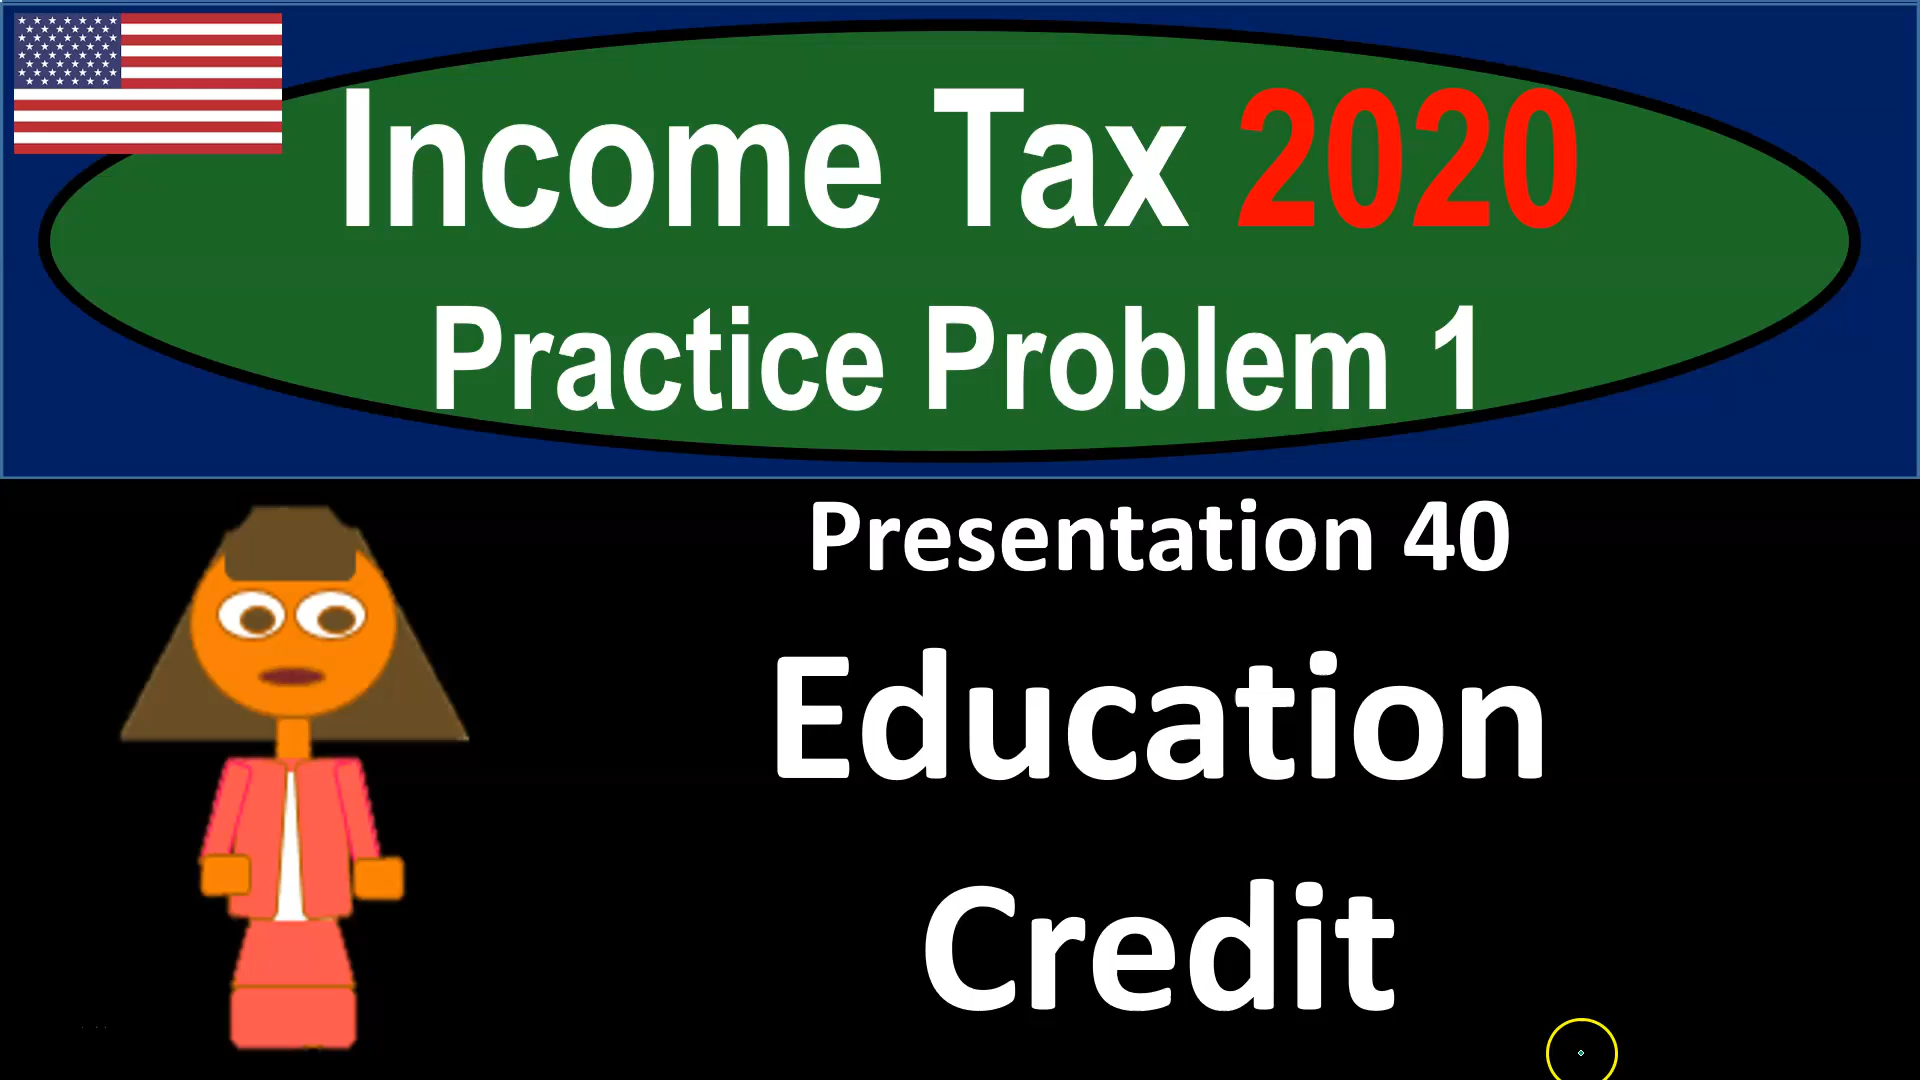 Income Tax 2020
Practice Problem 1
Presentation 40
Education
Credit